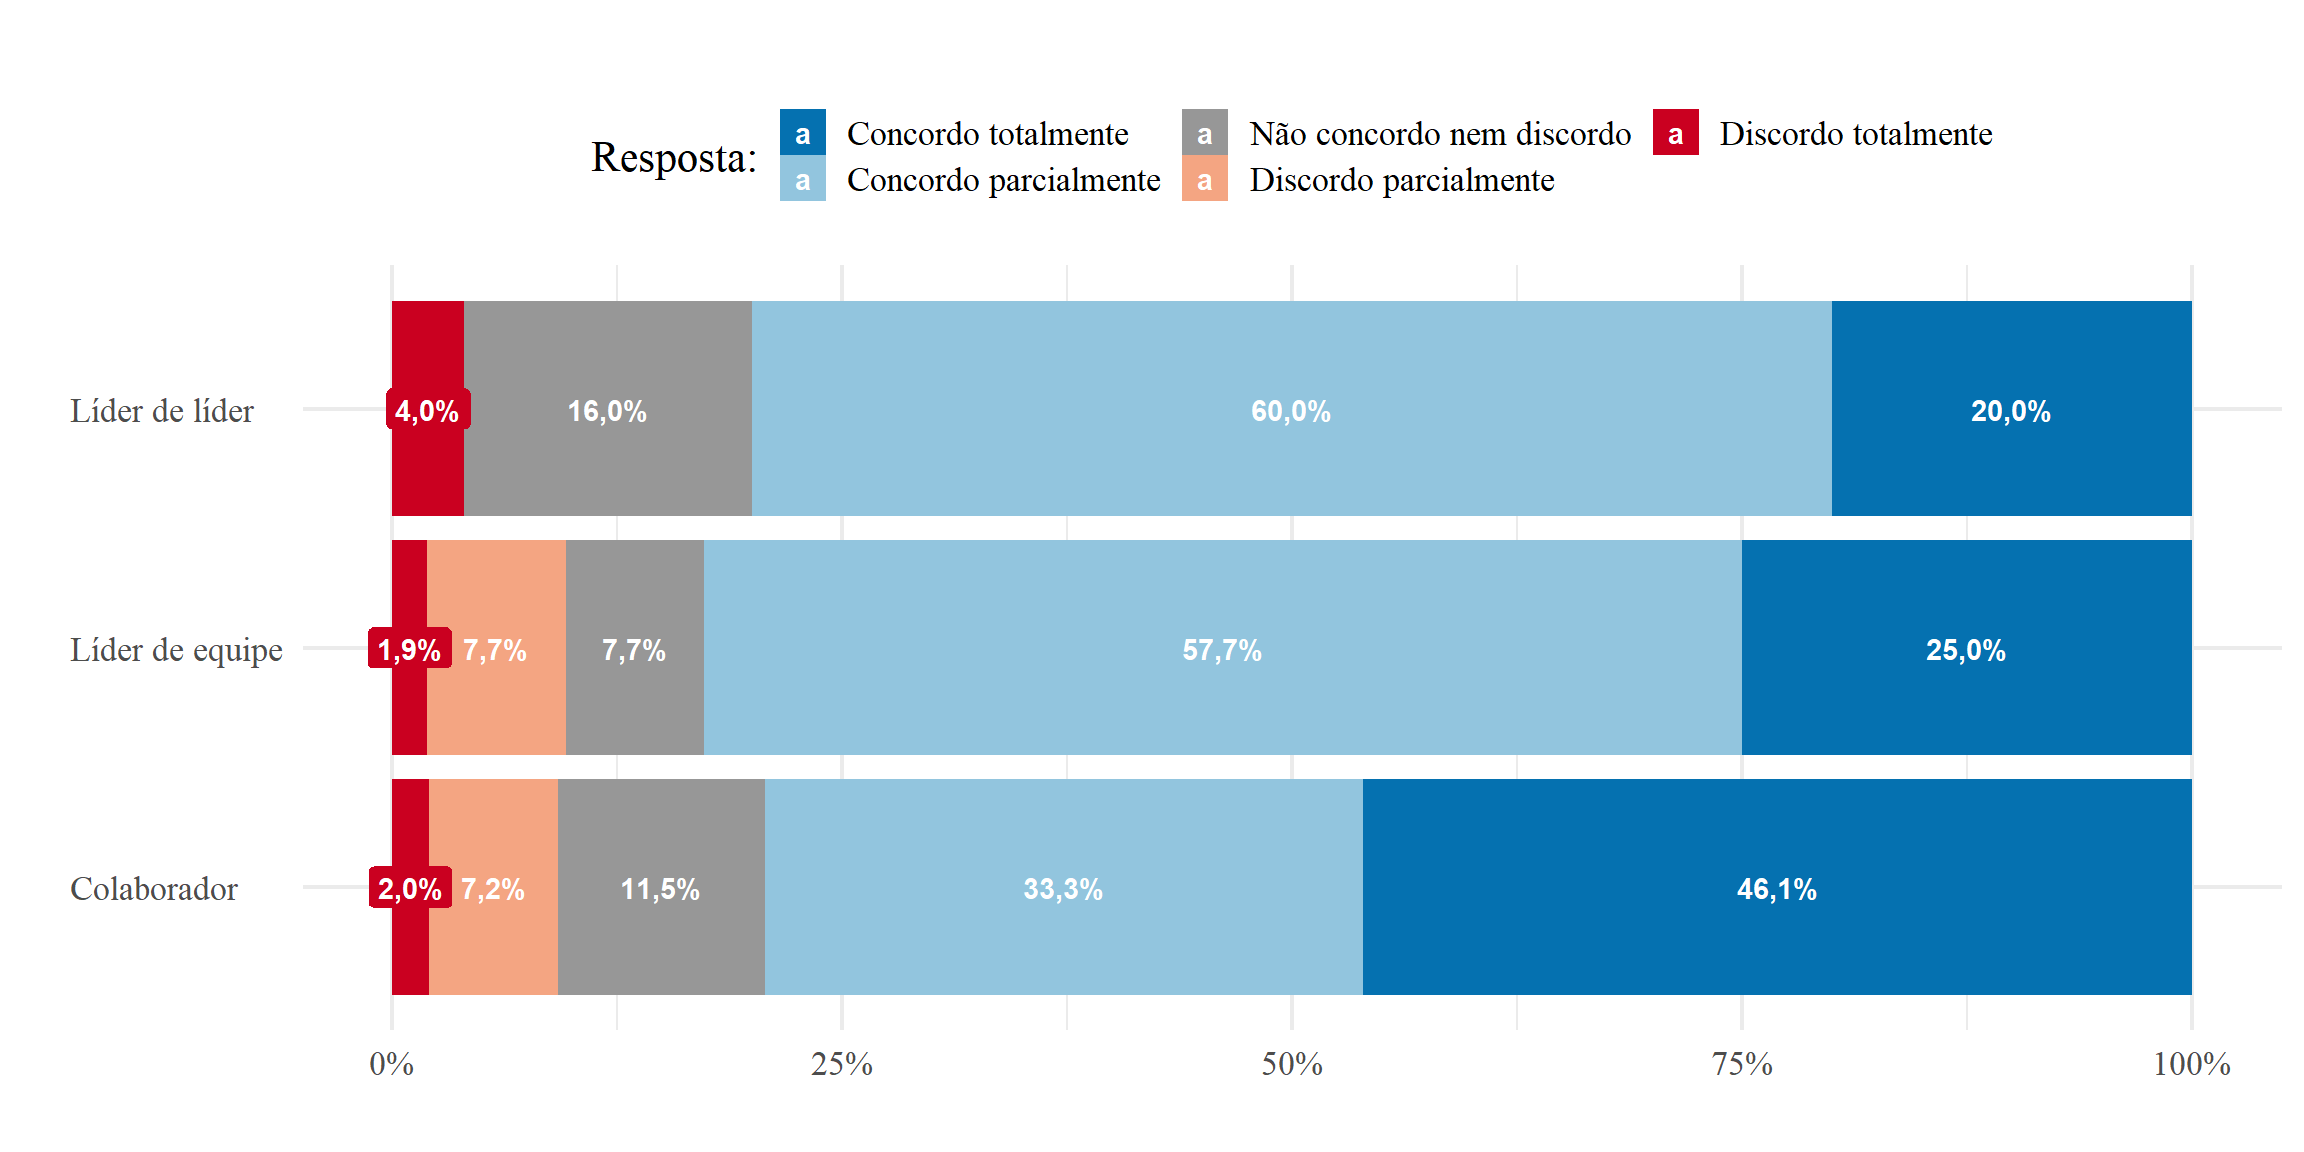 Resposta:
a Concordo totalmente
a Concordo parcialmente
a Não concordo nem discordo
a Discordo parcialmente
a Discordo totalmente
Líder de líder
4,0% 16,0% 60,0% 20,0%
Líder de equipe
1,9% 7,7% 7,7% 57,7% 25,0%
Colaborador
2,0% 7,2% 11,5% 33,3% 46,1%
0% 25% 50% 75% 100%